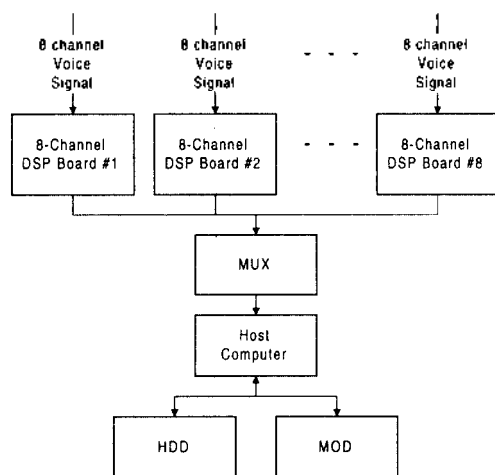 8 channel
Voice
Signal
8 channel
Voice
Signal
8 channel
Voice
Signal
8-Channel
DSP Board #1
8-Channel
DSP Board #2
8-Channel
DSP Board #8
MUX
Host
Computer
HDD
MOD